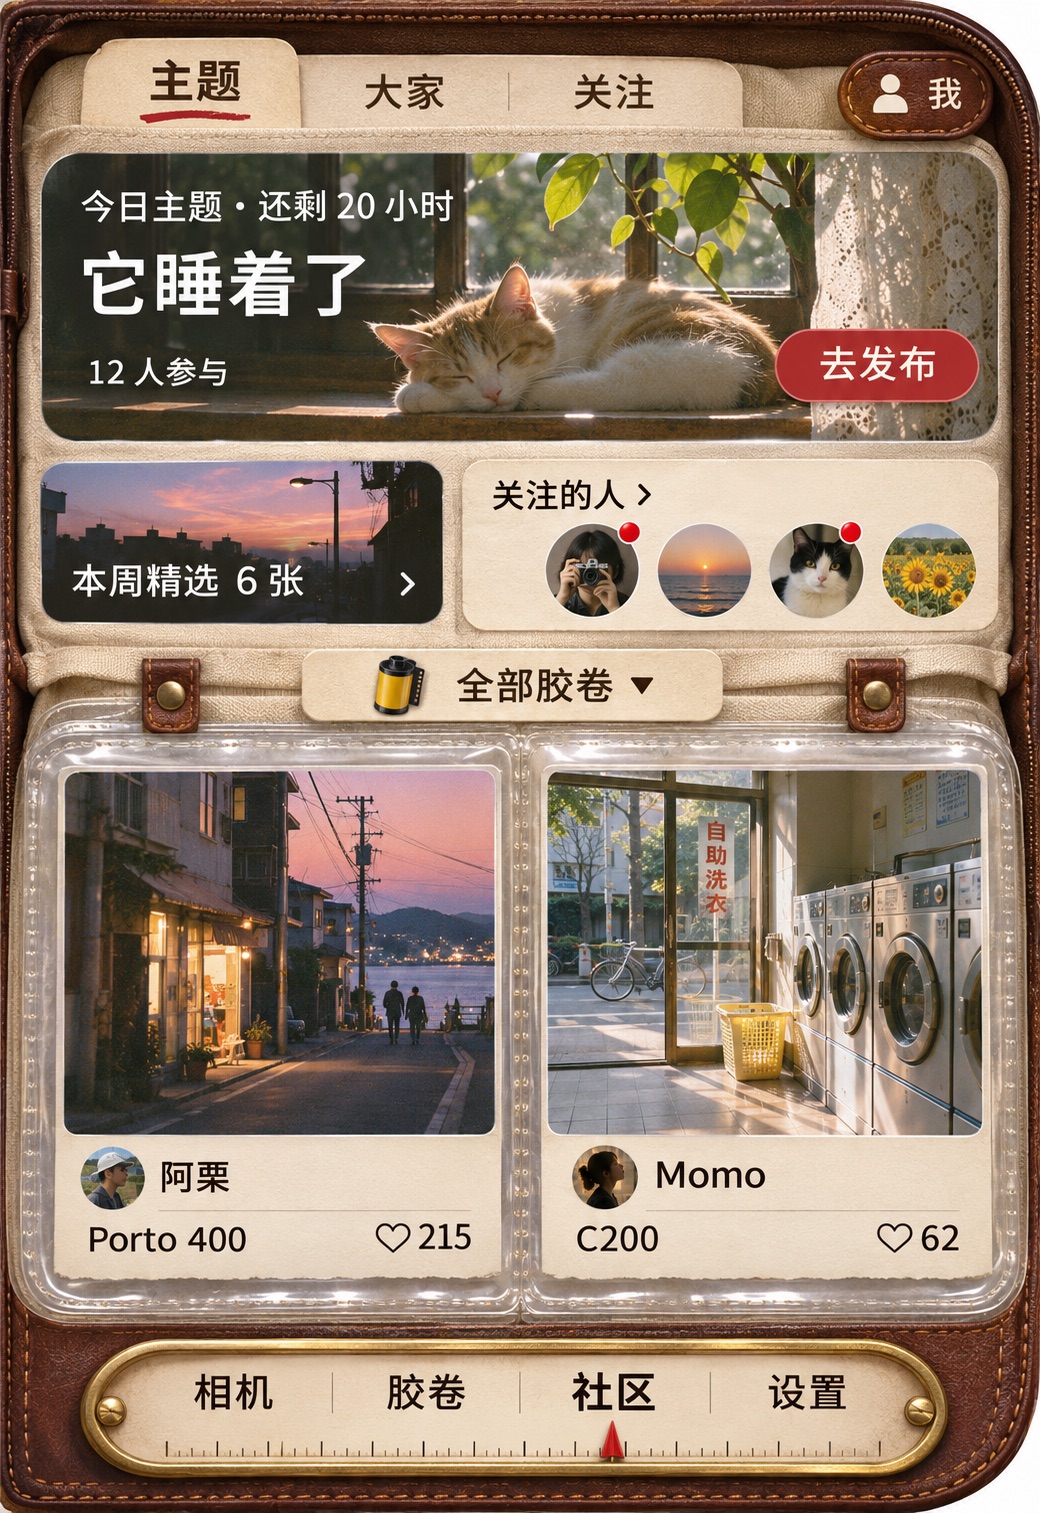 主题
大家
关注
我
今日主题·还剩 20 小时
它睡着了
12 人参与
去发布
本周精选 6 张
关注的人
全部胶卷
自助洗衣
阿栗
Porto 400
215
Momo
C200
62
相机
胶卷
社区
设置